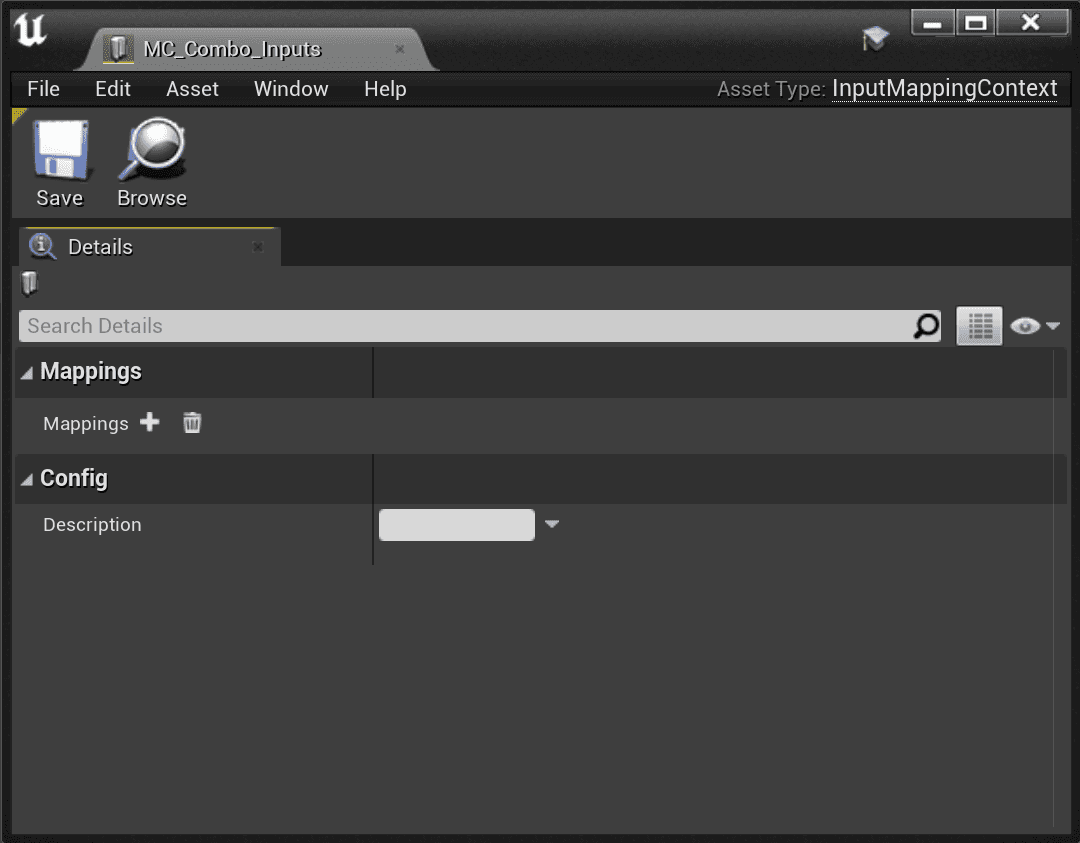 MC_Combo_Inputs
File Edit Asset Window Help Asset Type: InputMappingContext
Save Browse
Details
Search Details
Mappings
Mappings
Config
Description